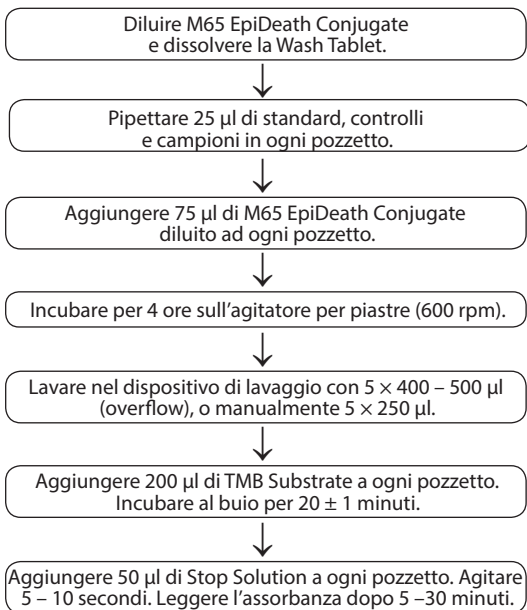 Diluire M65 EpiDeath Conjugate
e dissolvere la Wash Tablet.
Pipettare 25 µl di standard, controlli
e campioni in ogni pozzetto.
Aggiungere 75 µl di M65 EpiDeath Conjugate
diluito ad ogni pozzetto.
Incubare per 4 ore sull’agitatore per piastre (600 rpm).
Lavare nel dispositivo di lavaggio con 5 × 400 – 500 µl
(overflow), o manualmente 5 × 250 µl.
Aggiungere 200 µl di TMB Substrate a ogni pozzetto.
Incubare al buio per 20 ± 1 minuti.
Aggiungere 50 µl di Stop Solution a ogni pozzetto. Agitare
5 – 10 secondi. Leggere l’assorbanza dopo 5 –30 minuti.